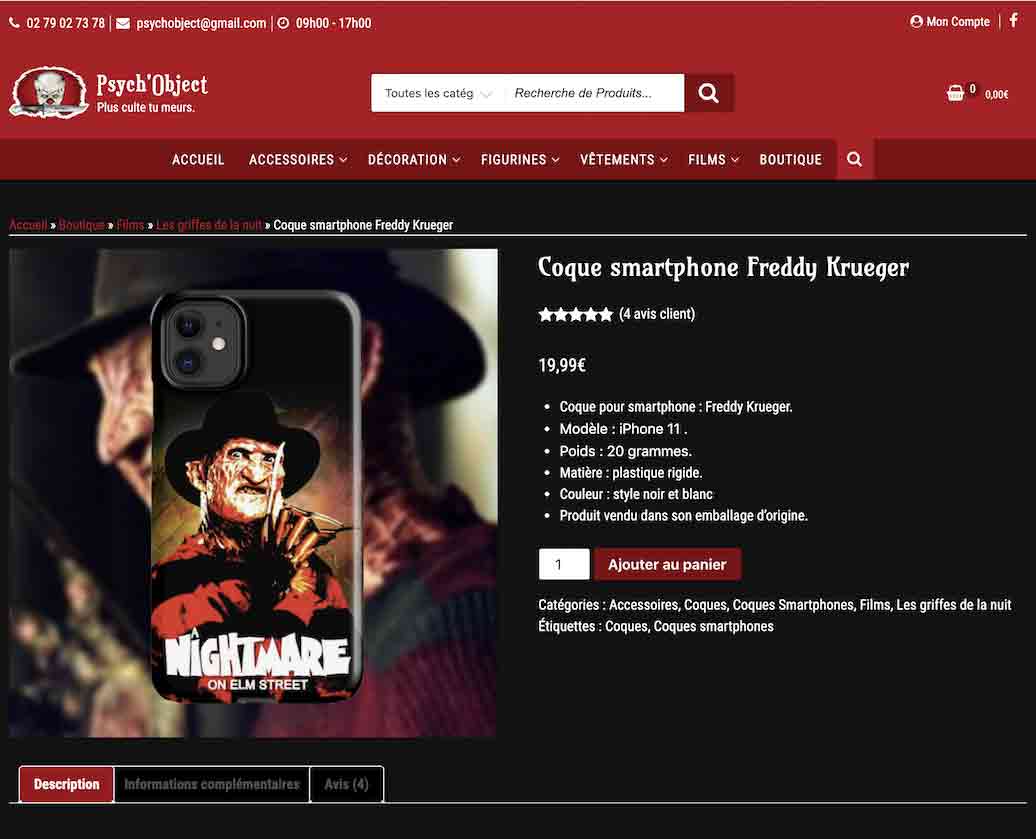 02 79 02 73 78 | psychobject@gmail.com | 09h00 - 17h00
Mon Compte |
Psych'Object
Plus culte tu meurs.
Toutes les catég
Recherche de Produits...
0
0,00€
ACCUEIL ACCESSOIRES DÉCORATION FIGURINES VÊTEMENTS FILMS BOUTIQUE
Accueil » Boutique » Films » Les griffes de la nuit » Coque smartphone Freddy Krueger
Coque smartphone Freddy Krueger
(4 avis client)
19,99€
• Coque pour smartphone : Freddy Krueger.
• Modèle : iPhone 11 .
• Poids : 20 grammes.
• Matière : plastique rigide.
• Couleur : style noir et blanc
• Produit vendu dans son emballage d'origine.
1
Ajouter au panier
Catégories : Accessoires, Coques, Coques Smartphones, Films, Les griffes de la nuit
Étiquettes : Coques, Coques smartphones
A
NIGHTMARE
ON ELM STREET
Description
Informations complémentaires
Avis (4)